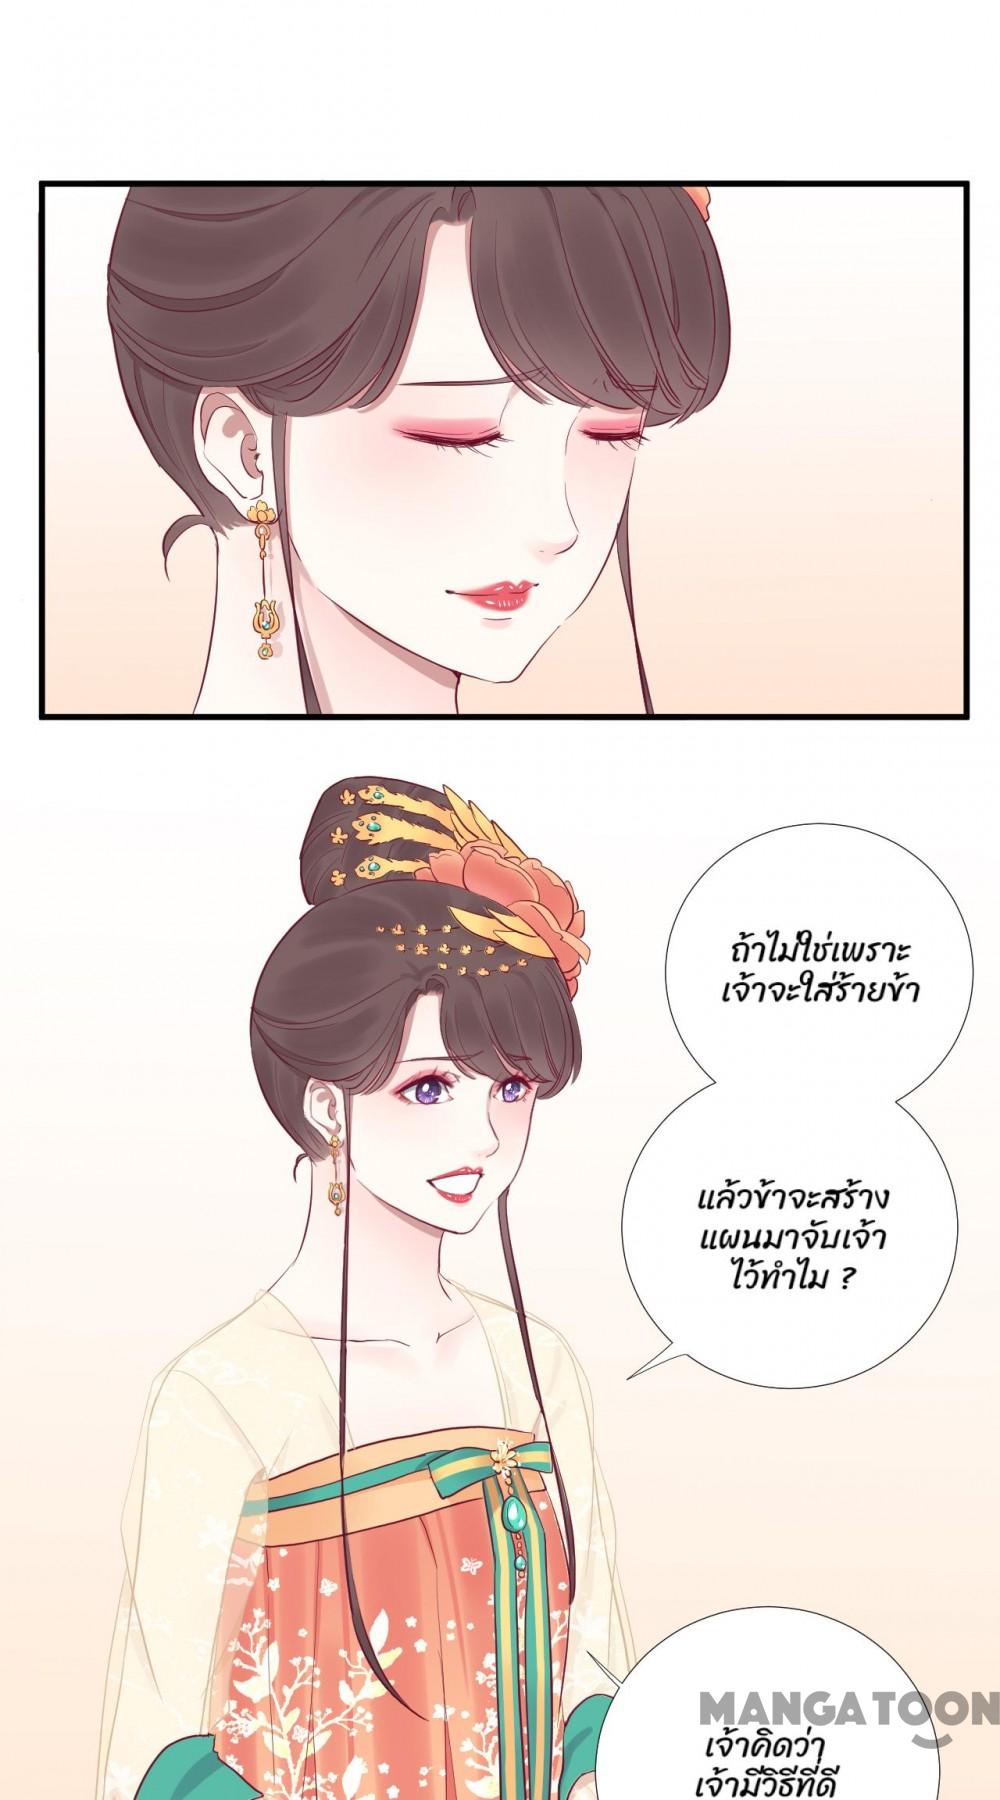 ถ้าไม่ใช่เพราะ
เจ้าจะใส่ร้ายข้า
แล้วข้าจะสร้าง
แผนมาจับเจ้า
ไว้ทำไม ?
MANGATOON
เจ้าคิดว่า
เจ้ามีวิธีที่ดี